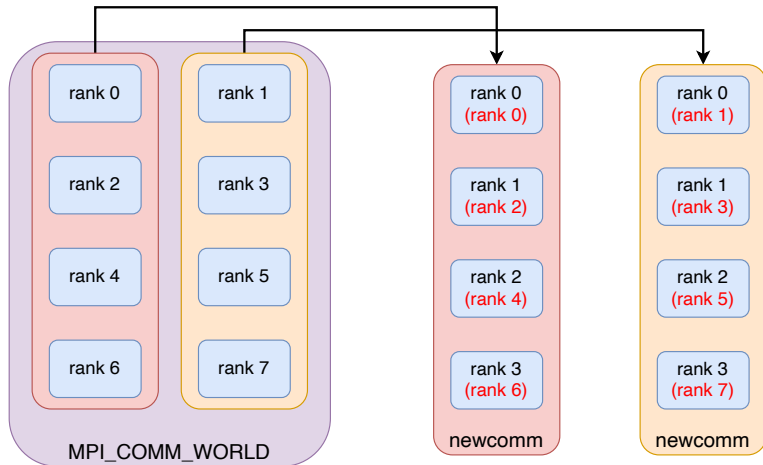 rank 0
rank 2
rank 4
rank 6
rank 1
rank 3
rank 5
rank 7
MPI_COMM_WORLD
rank 0
(rank 0)
rank 1
(rank 2)
rank 2
(rank 4)
rank 3
(rank 6)
newcomm
rank 0
(rank 1)
rank 1
(rank 3)
rank 2
(rank 5)
rank 3
(rank 7)
newcomm